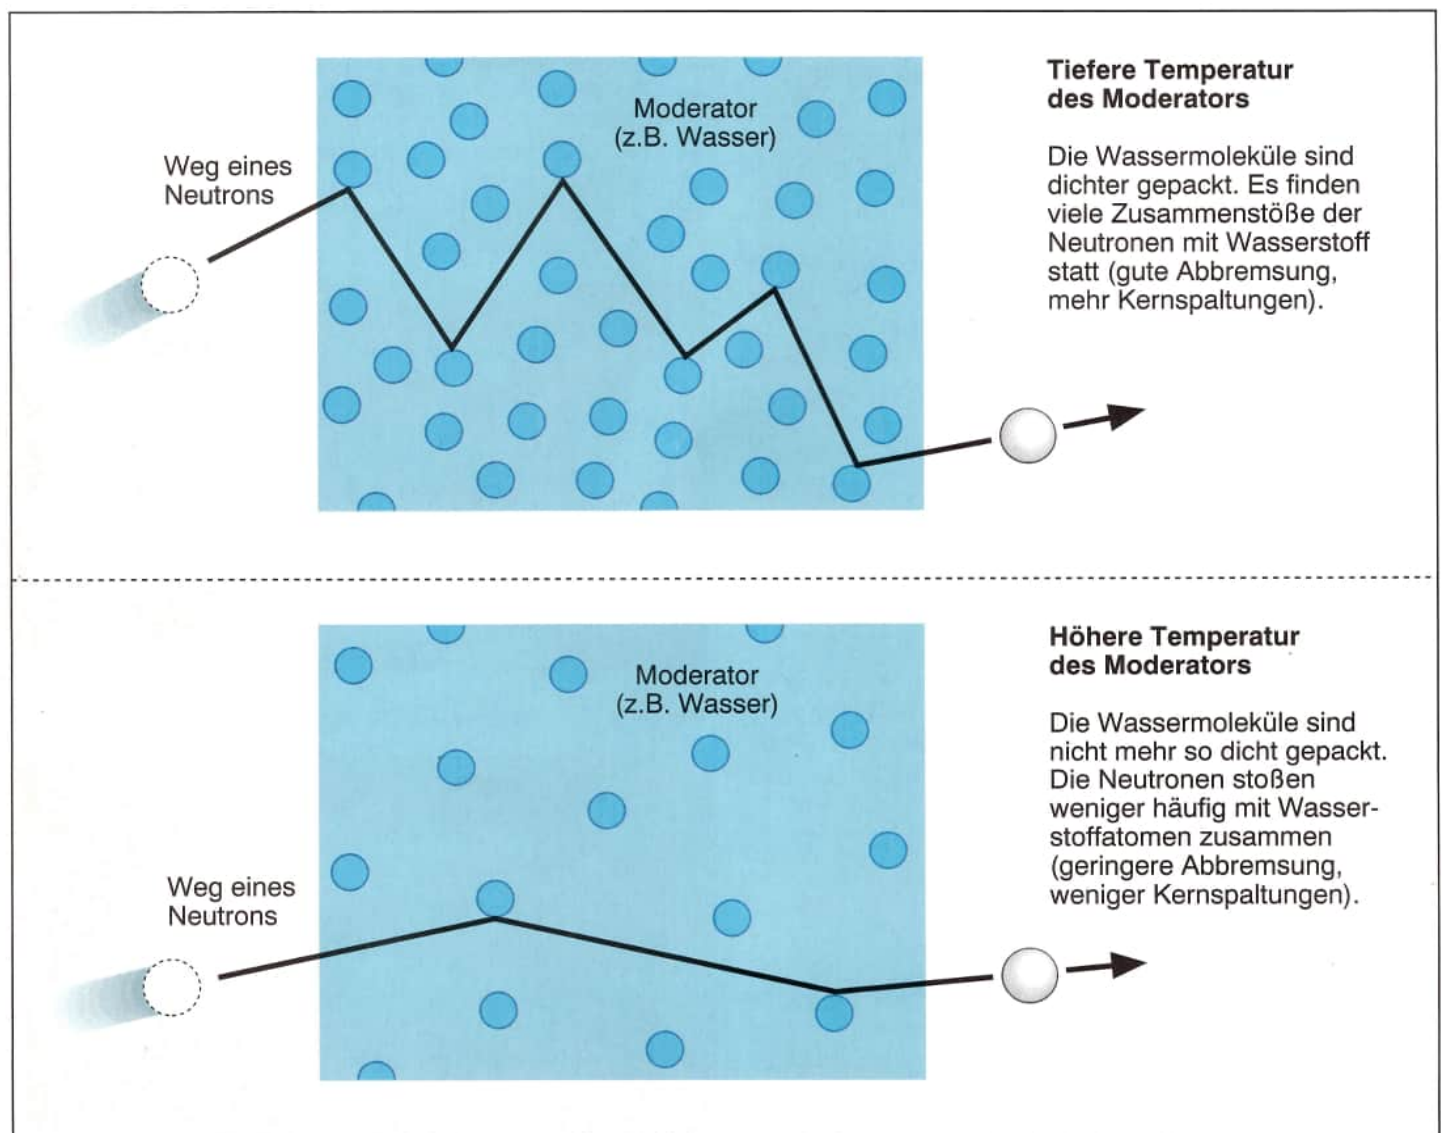 Tiefere Temperatur
des Moderators
Moderator
(z.B. Wasser)
Weg eines
Neutrons
Die Wassermoleküle sind
dichter gepackt. Es finden
viele Zusammenstöße der
Neutronen mit Wasserstoff
statt (gute Abbremsung,
mehr Kernspaltungen).
Höhere Temperatur
des Moderators
Moderator
(z.B. Wasser)
Weg eines
Neutrons
Die Wassermoleküle sind
nicht mehr so dicht gepackt.
Die Neutronen stoßen
weniger häufig mit Wasser-
stoffatomen zusammen
(geringere Abbremsung,
weniger Kernspaltungen).